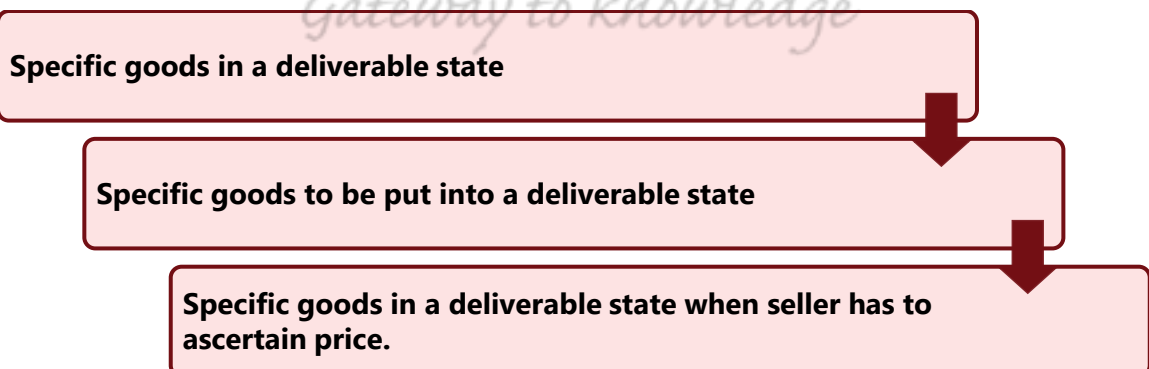 Gateway to knowledge
Specific goods in a deliverable state
Specific goods to be put into a deliverable state
Specific goods in a deliverable state when seller has to
ascertain price.